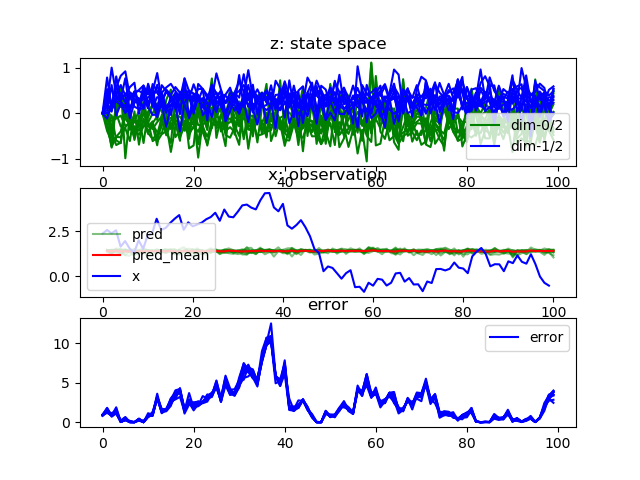 z: state space
1
0
−1
dim-0/2
dim-1/2
0 20 40 60 80 100
x: observation
2.5
0.0
pred
pred_mean
x
0 20 40 60 80 100
error
10
5
0
error
0 20 40 60 80 100